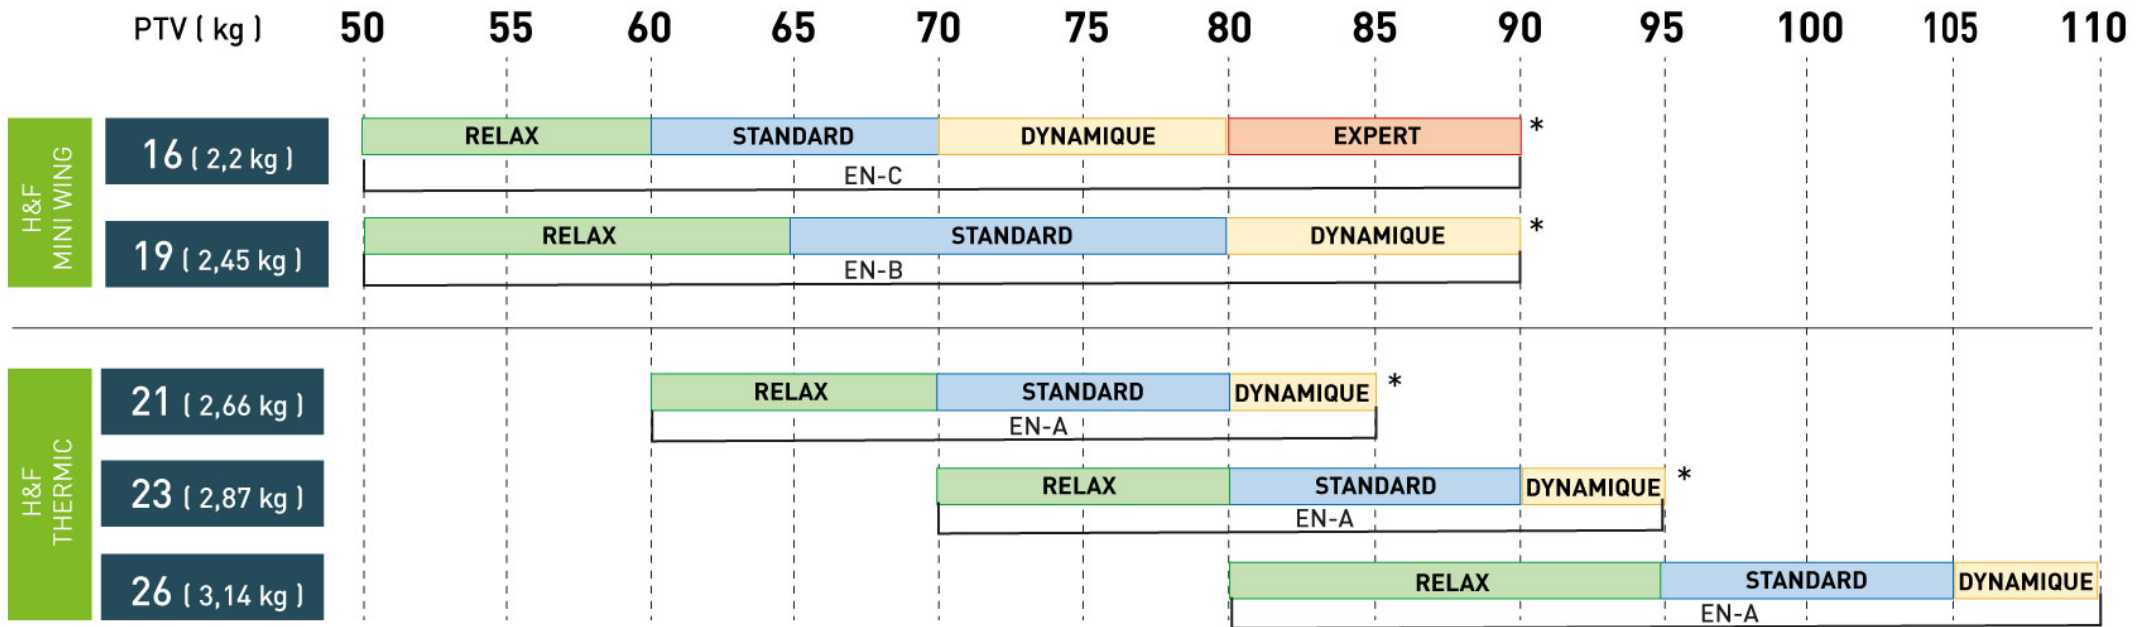 PTV ( kg ) 50 55 60 65 70 75 80 85 90 95 100 105 110
H&F
MINI WING
16 ( 2,2 kg ) RELAX STANDARD DYNAMIQUE EXPERT *
EN-C
19 ( 2,45 kg ) RELAX STANDARD DYNAMIQUE *
EN-B
H&F
THERMIC
21 ( 2,66 kg ) RELAX STANDARD DYNAMIQUE *
EN-A
23 ( 2,87 kg ) RELAX STANDARD DYNAMIQUE *
EN-A
26 ( 3,14 kg ) RELAX STANDARD DYNAMIQUE
EN-A